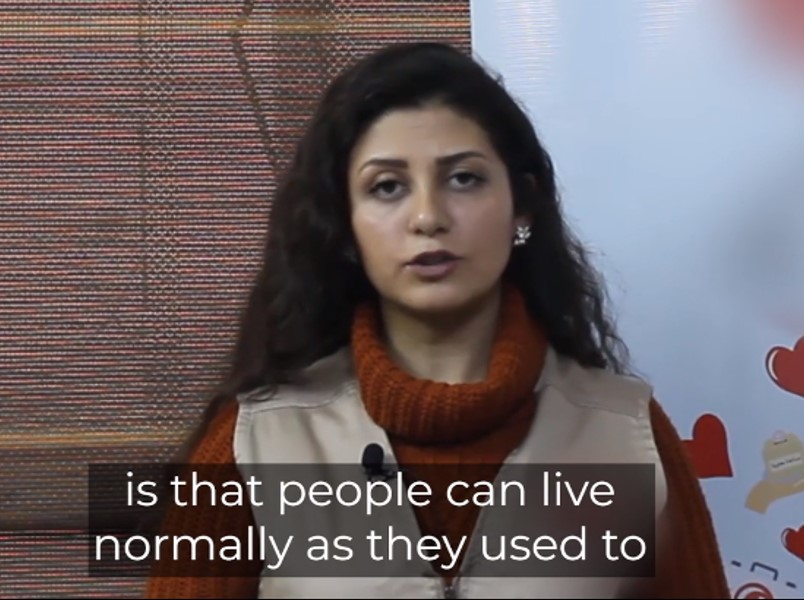 is that people can live
normally as they used to